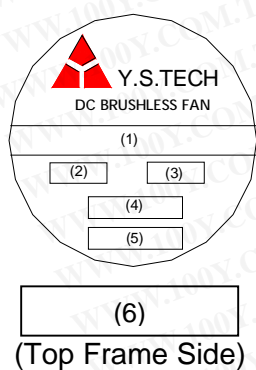 Y.S.TECH
DC BRUSHLESS FAN
(1)
(2) (3)
(4)
(5)
(6)
(Top Frame Side)